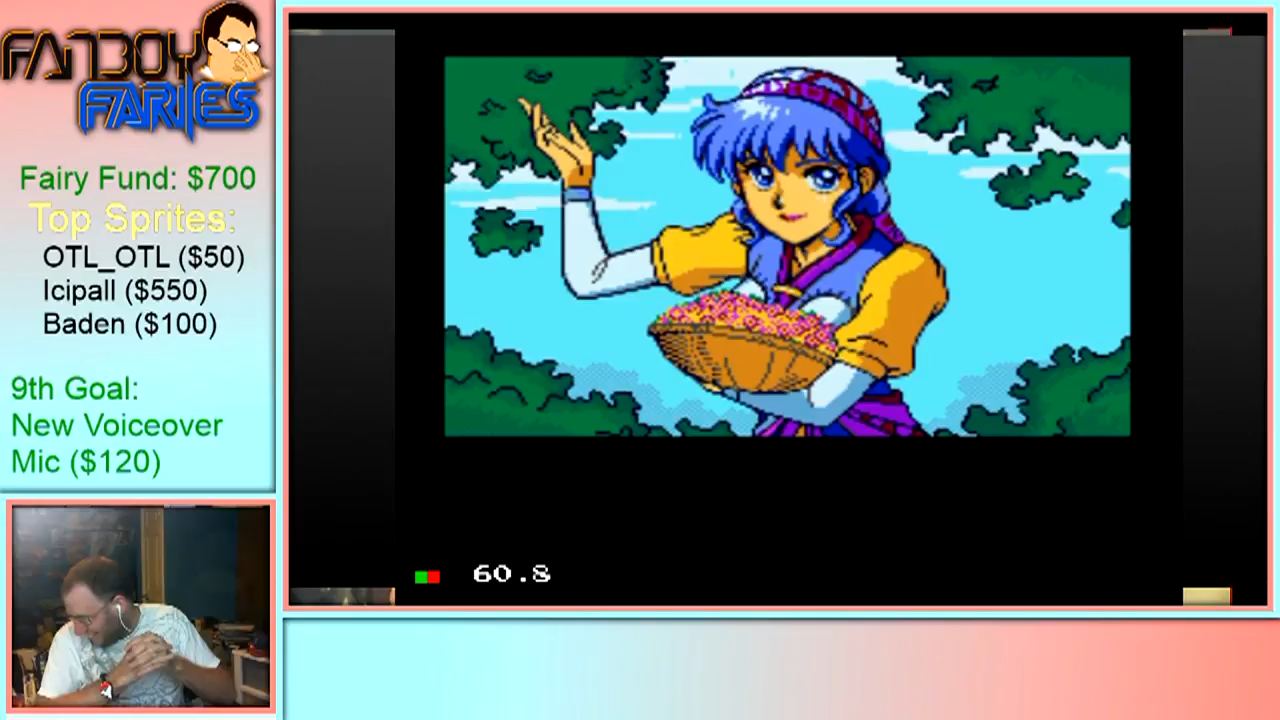 FANBOY
FARIES
Fairy Fund: $700
Top Sprites:
OTL_OTL ($50)
Icipall ($550)
Baden ($100)
9th Goal:
New Voiceover
Mic ($120)
60.8